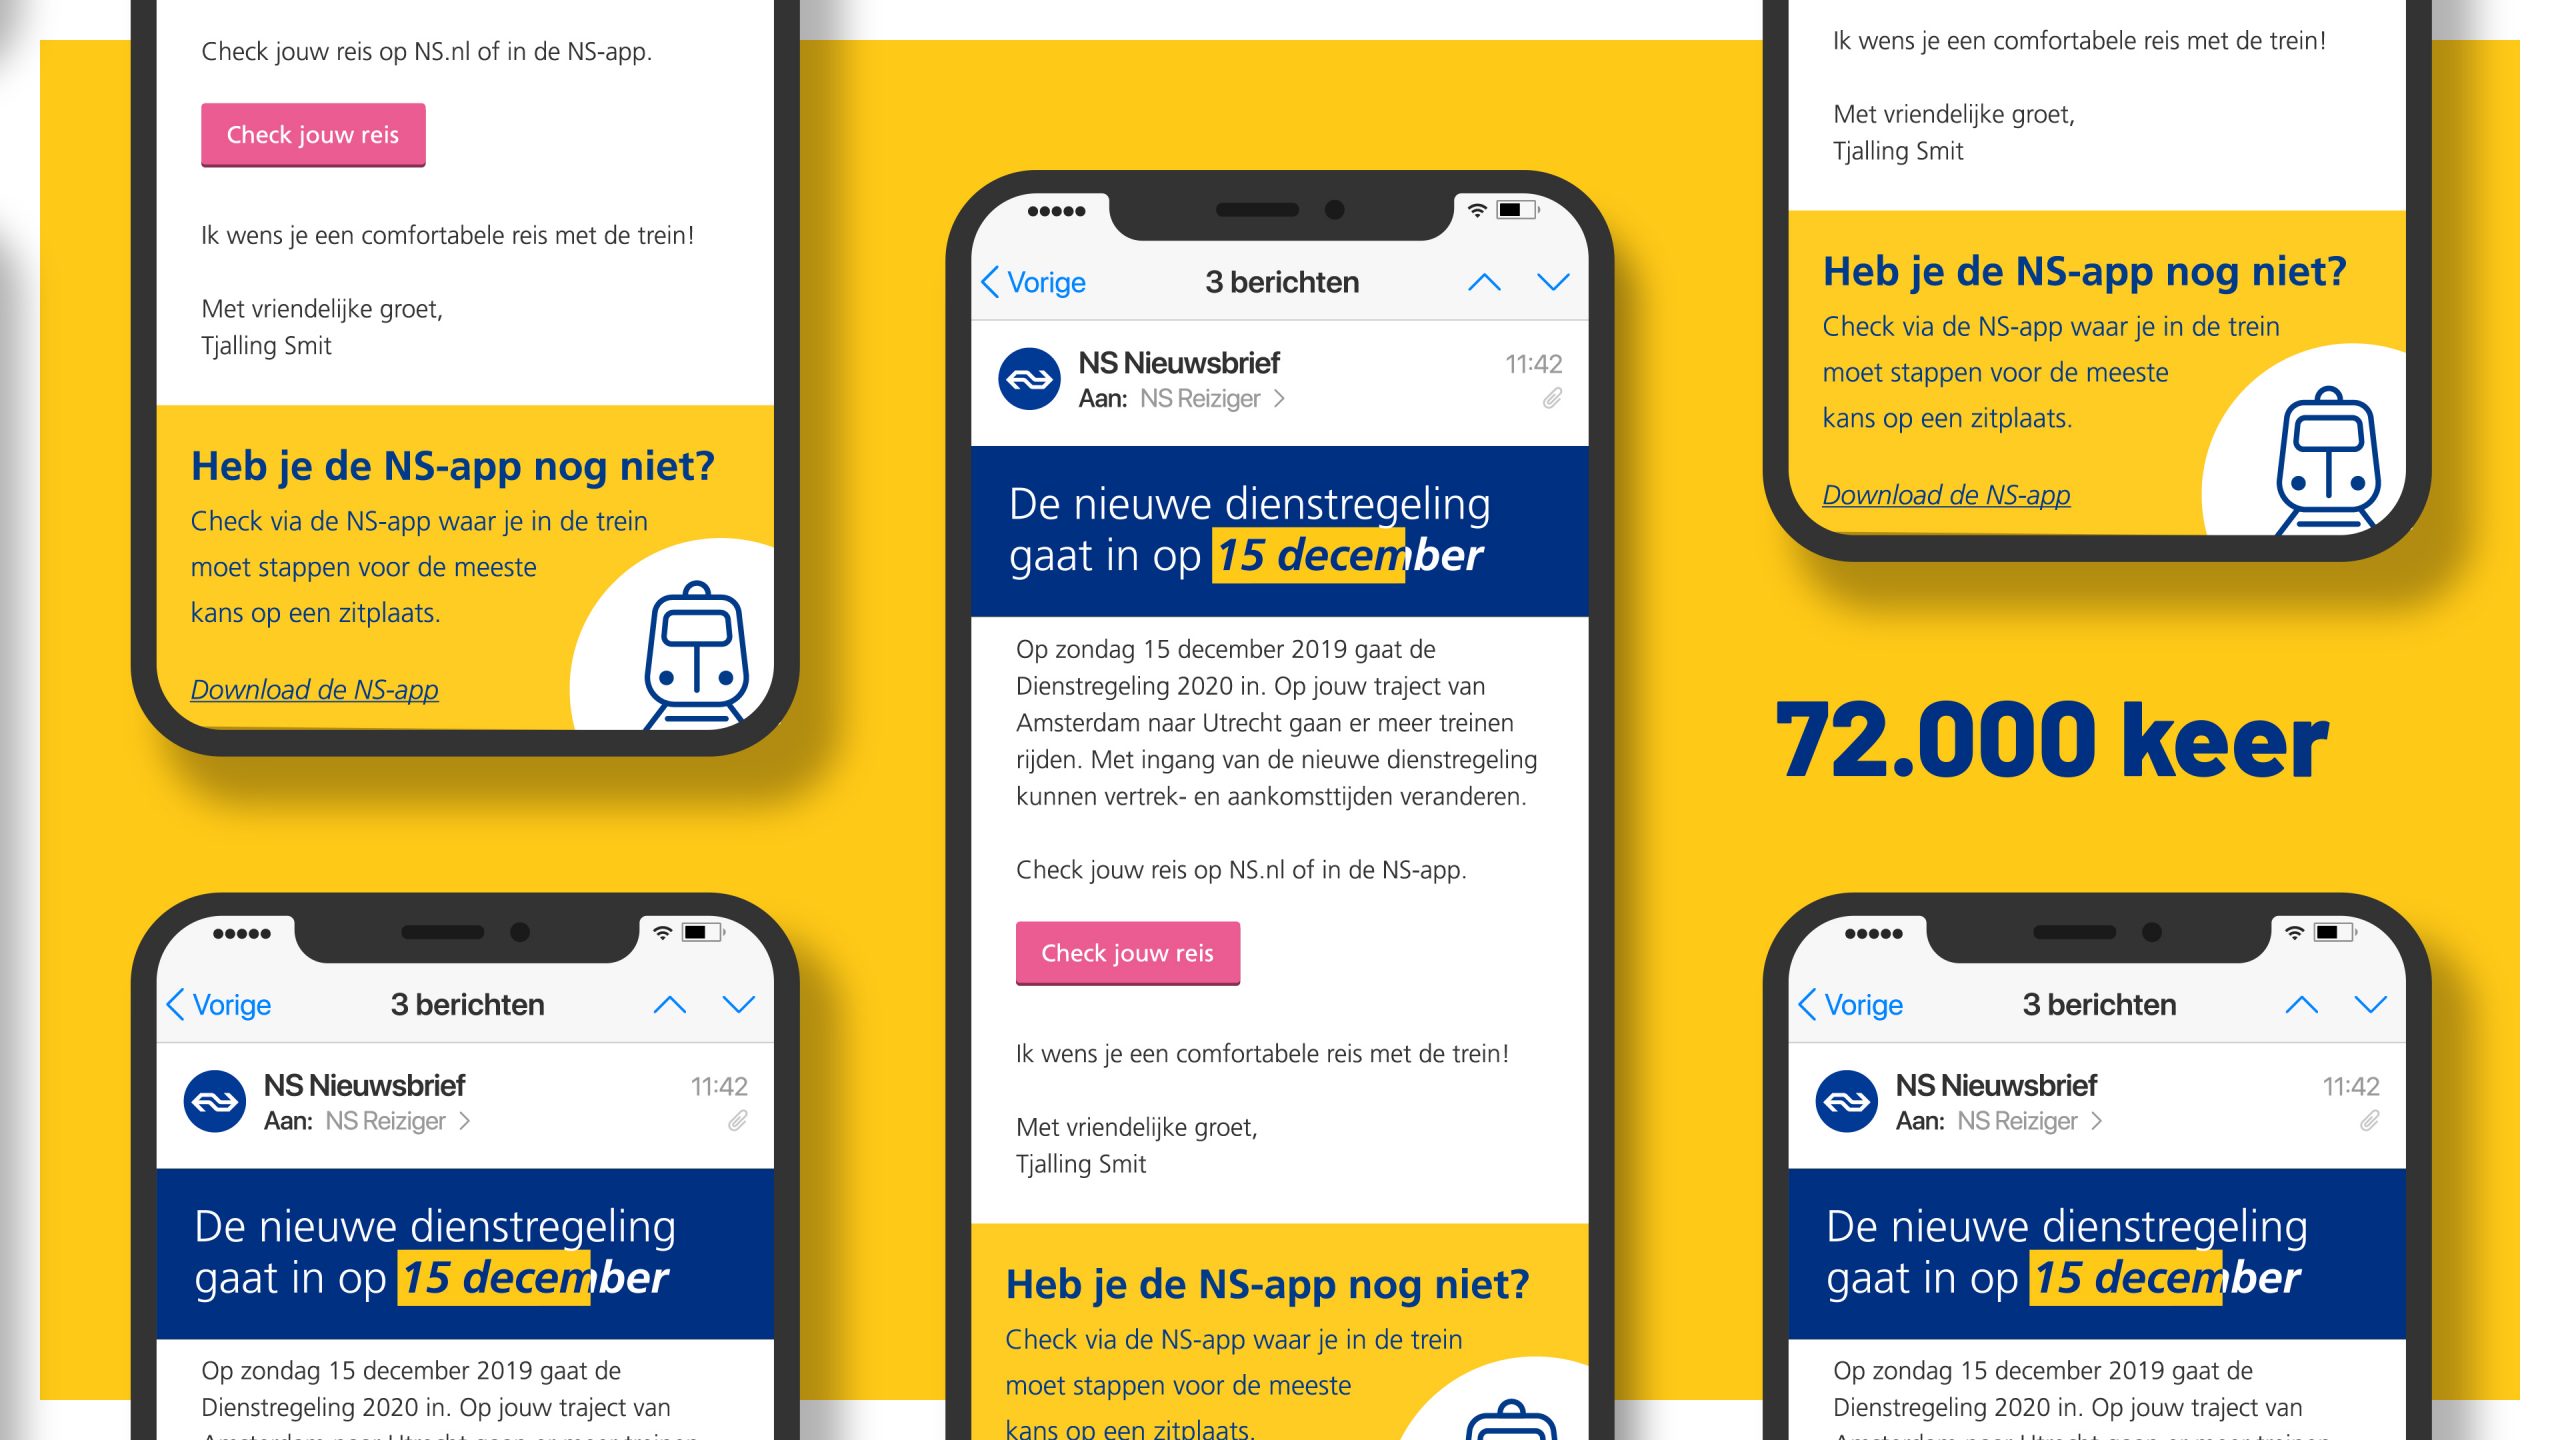 Check jouw reis op NS.nl of in de NS-app.
Check jouw reis
Ik wens je een comfortabele reis met de trein!
Met vriendelijke groet,
Tjalling Smit
Heb je de NS-app nog niet?
Check via de NS-app waar je in de trein
moet stappen voor de meeste
kans op een zitplaats.
Download de NS-app
Vorige
3 berichten
NS Nieuwsbrief
11:42
Aan: NS Reiziger >
De nieuwe dienstregeling
gaat in op 15 december
Op zondag 15 december 2019 gaat de
Dienstregeling 2020 in. Op jouw traject van
Vorige
3 berichten
NS Nieuwsbrief
11:42
Aan: NS Reiziger >
De nieuwe dienstregeling
gaat in op 15 december
Op zondag 15 december 2019 gaat de
Dienstregeling 2020 in. Op jouw traject van
Amsterdam naar Utrecht gaan er meer treinen
rijden. Met ingang van de nieuwe dienstregeling
kunnen vertrek- en aankomsttijden veranderen.
Check jouw reis op NS.nl of in de NS-app.
Check jouw reis
Ik wens je een comfortabele reis met de trein!
Met vriendelijke groet,
Tjalling Smit
Heb je de NS-app nog niet?
Check via de NS-app waar je in de trein
moet stappen voor de meeste
kans op een zitplaats.
Ik wens je een comfortabele reis met de trein!
Met vriendelijke groet,
Tjalling Smit
Heb je de NS-app nog niet?
Check via de NS-app waar je in de trein
moet stappen voor de meeste
kans op een zitplaats.
Download de NS-app
72.000 keer
Vorige
3 berichten
NS Nieuwsbrief
11:42
Aan: NS Reiziger >
De nieuwe dienstregeling
gaat in op 15 december
Op zondag 15 december 2019 gaat de
Dienstregeling 2020 in. Op jouw traject van